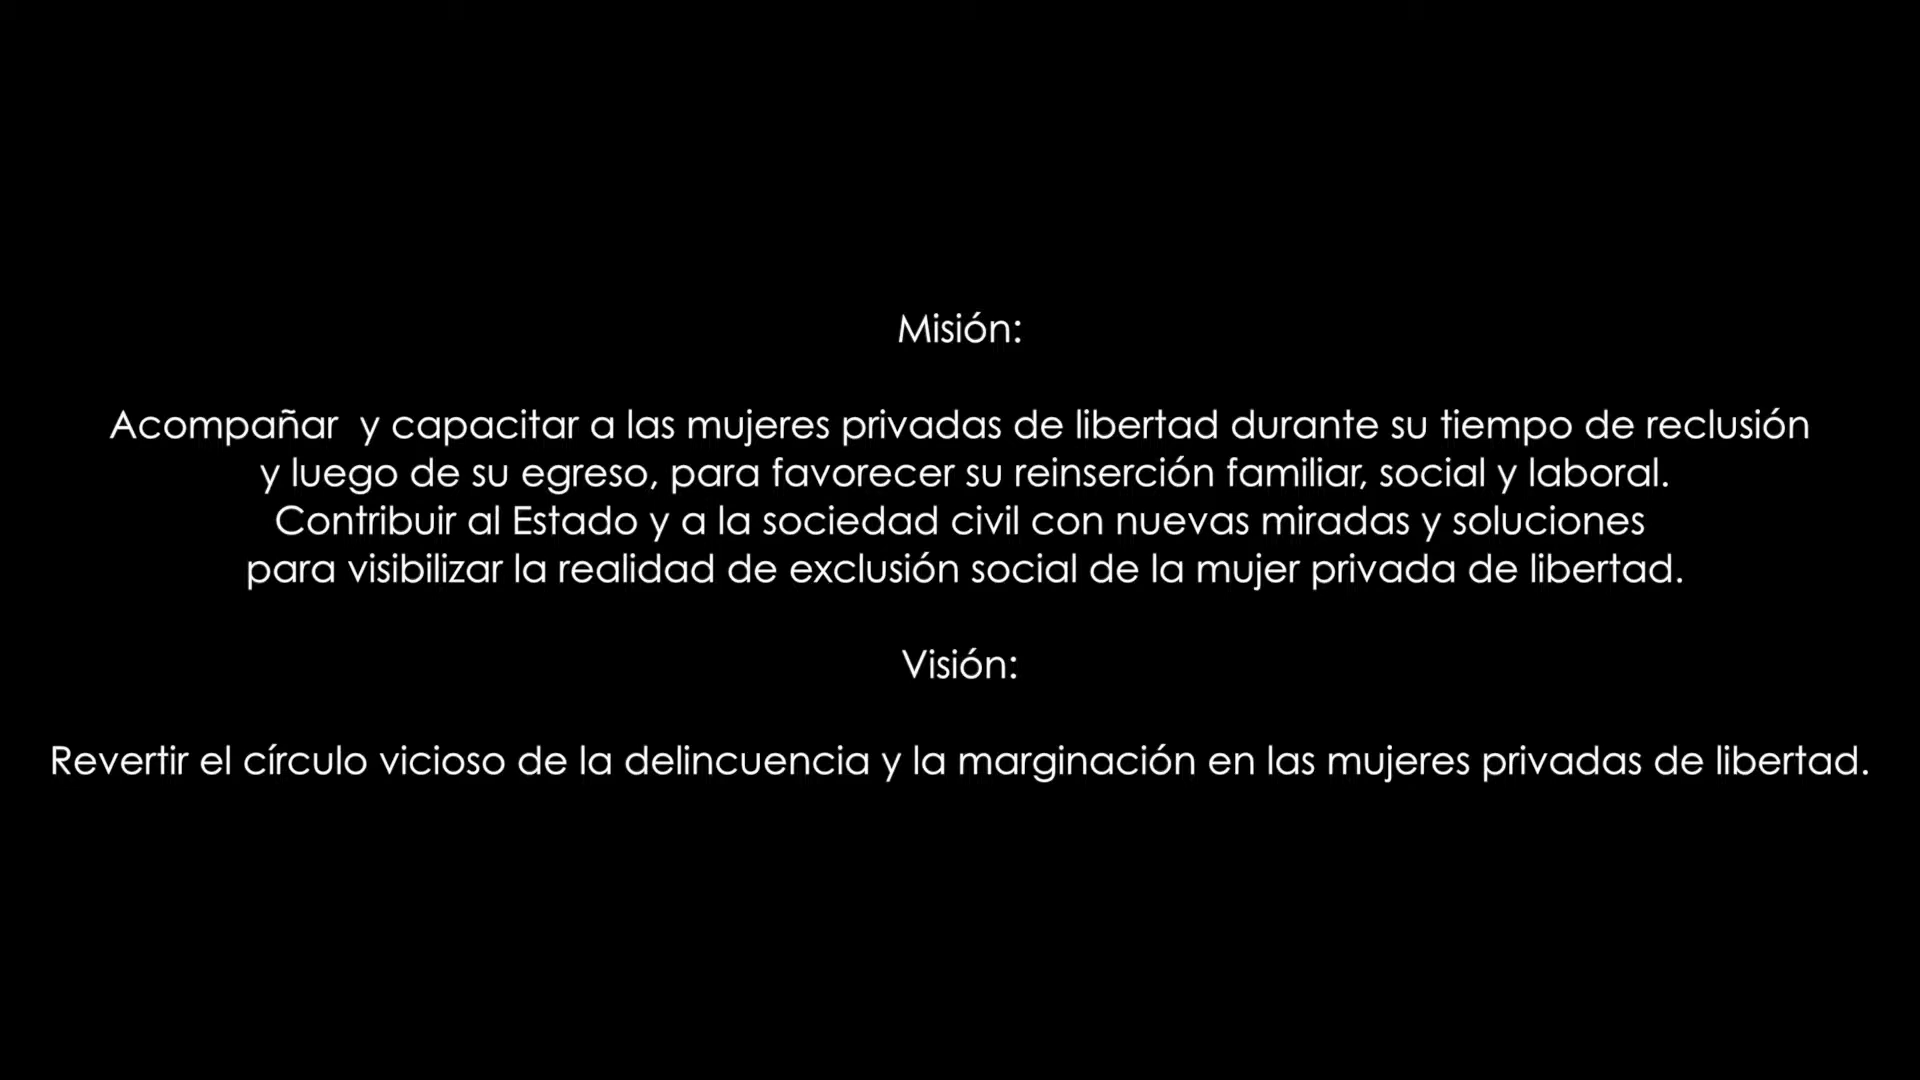 Misión:
Acompañar  y capacitar a las mujeres privadas de libertad durante su tiempo de reclusión
y luego de su egreso, para favorecer su reinserción familiar, social y laboral.
Contribuir al Estado y a la sociedad civil con nuevas miradas y soluciones
para visibilizar la realidad de exclusión social de la mujer privada de libertad.
Visión:
Revertir el círculo vicioso de la delincuencia y la marginación en las mujeres privadas de libertad.